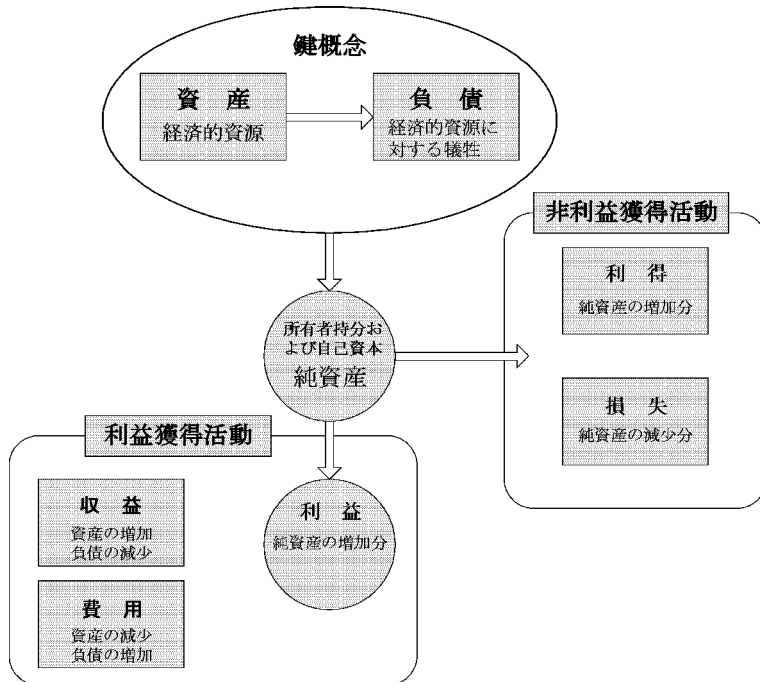 鍵概念
資産
経済的資源
負債
経済的資源に
対する犠牲
非利益獲得活動
利得
純資産の増加分
損失
純資産の減少分
所有者持分お
よび自己資本
純資産
利益獲得活動
収益
資産の増加
負債の減少
費用
資産の減少
負債の増加
利益
純資産の増加分